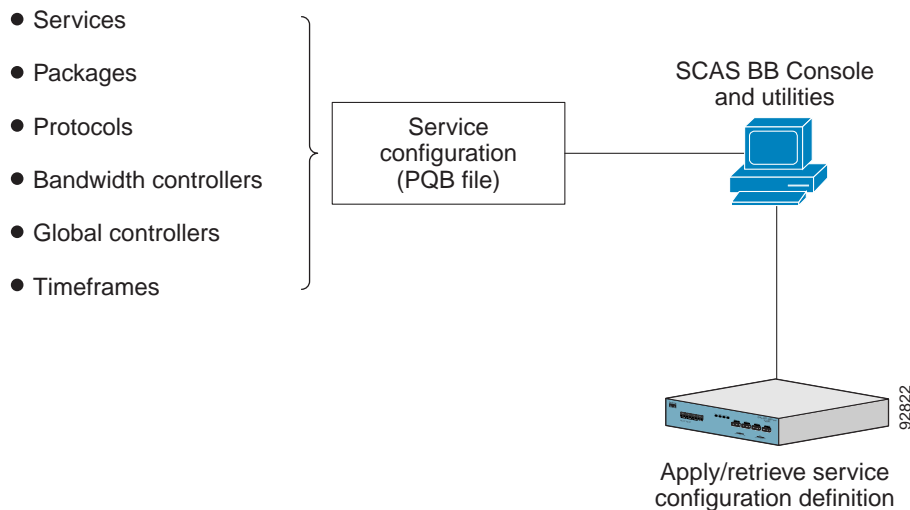 ● Services
● Packages
● Protocols
● Bandwidth controllers
● Global controllers
● Timeframes
Service
configuration
(PQB file)
SCAS BB Console
and utilities
92822
Apply/retrieve service
configuration definition